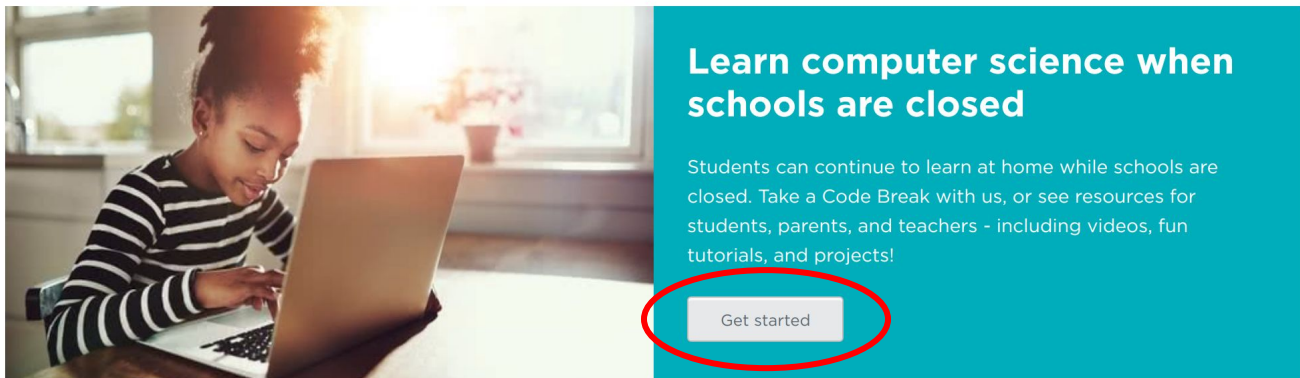 Learn computer science when
schools are closed
Students can continue to learn at home while schools are
closed. Take a Code Break with us, or see resources for
students, parents, and teachers - including videos, fun
tutorials, and projects!
Get started